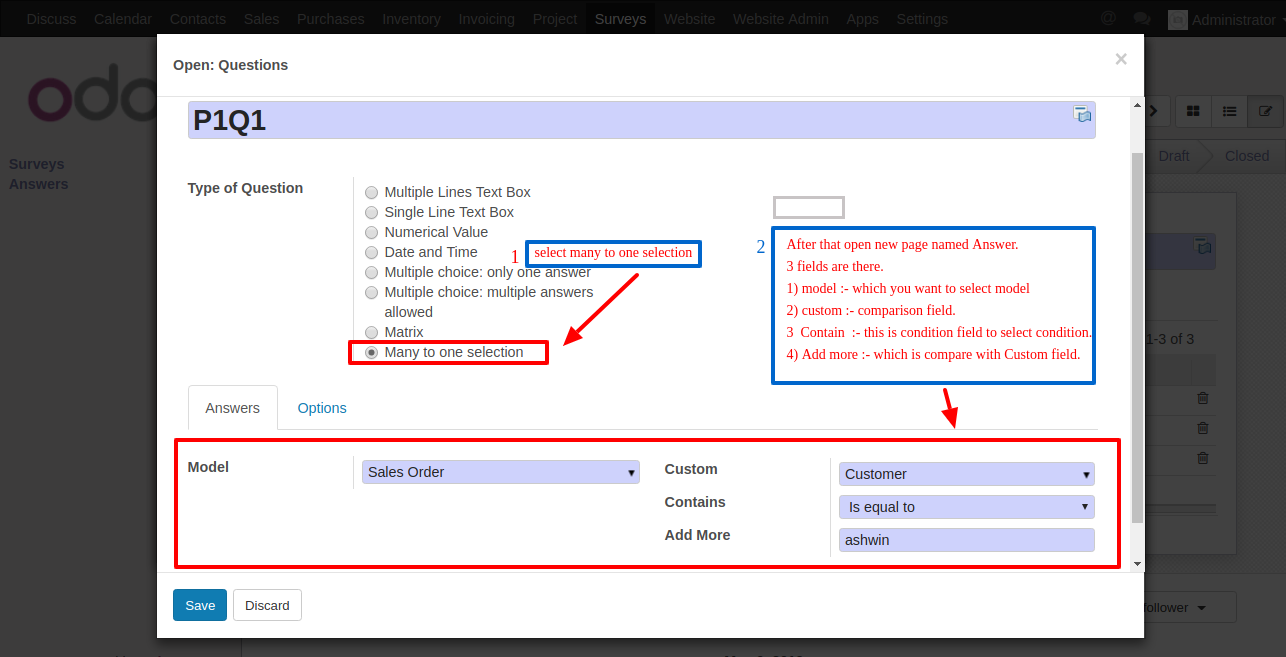 Discuss Calendar Contacts Sales Purchases Inventory Invoicing Project Surveys Website Website Admin Apps Settings @ Administrator
Open: Questions ×
odo
P1Q1
Surveys
Answers
Draft Closed
Type of Question
Multiple Lines Text Box
Single Line Text Box
Numerical Value
Date and Time
Multiple choice: only one answer
Multiple choice: multiple answers
allowed
Matrix
Many to one selection
1 select many to one selection
2
After that open new page named Answer.
3 fields are there.
1) model :- which you want to select model
2) custom :- comparison field.
3 Contain :- this is condition field to select condition.
4) Add more :- which is compare with Custom field.
1-3 of 3
Answers Options
Model Sales Order
Custom Customer
Contains Is equal to
Add More ashwin
Save Discard
follower